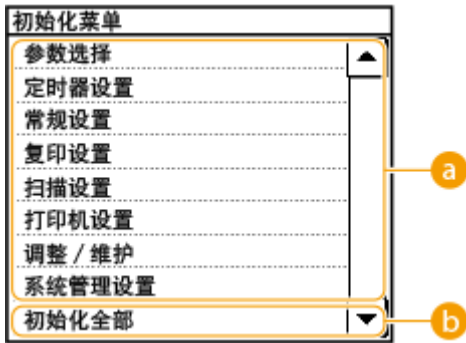 初始化菜单
参数选择
定时器设置
常规设置
复印设置
扫描设置
打印机设置
调整 / 维护
系统管理设置
初始化全部
a
b